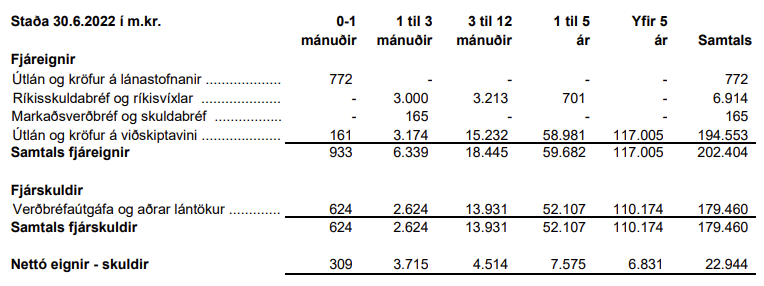 Staða 30.6.2022 í m.kr. 0-1 1 til 3 3 til 12 1 til 5 Yfir 5
mánuðir mánuðir mánuðir ár ár Samtals
Fjáreignir
Útlán og kröfur á lánastofnanir .................... 772 - - - - 772
Ríkisskuldabréf og ríkisvíxlar ........................ - 3.000 3.213 701 - 6.914
Markaðsverðbréf og skuldabréf .................... - 165 - - - 165
Útlán og kröfur á viðskiptavini ........................ 161 3.174 15.232 58.981 117.005 194.553
Samtals fjáreignir 933 6.339 18.445 59.682 117.005 202.404
Fjárskuldir
Verðbréfaútgáfa og aðrar lántökur ............. 624 2.624 13.931 52.107 110.174 179.460
Samtals fjárskuldir 624 2.624 13.931 52.107 110.174 179.460
Nettó eignir - skuldir 309 3.715 4.514 7.575 6.831 22.944